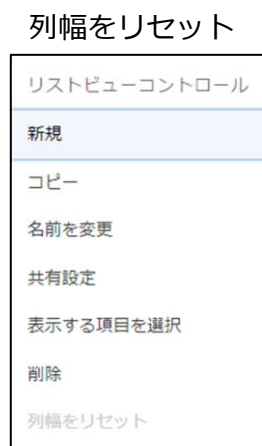 列幅をリセット
リストビューコントロール
新規
コピー
名前を変更
共有設定
表示する項目を選択
削除
列幅をリセット